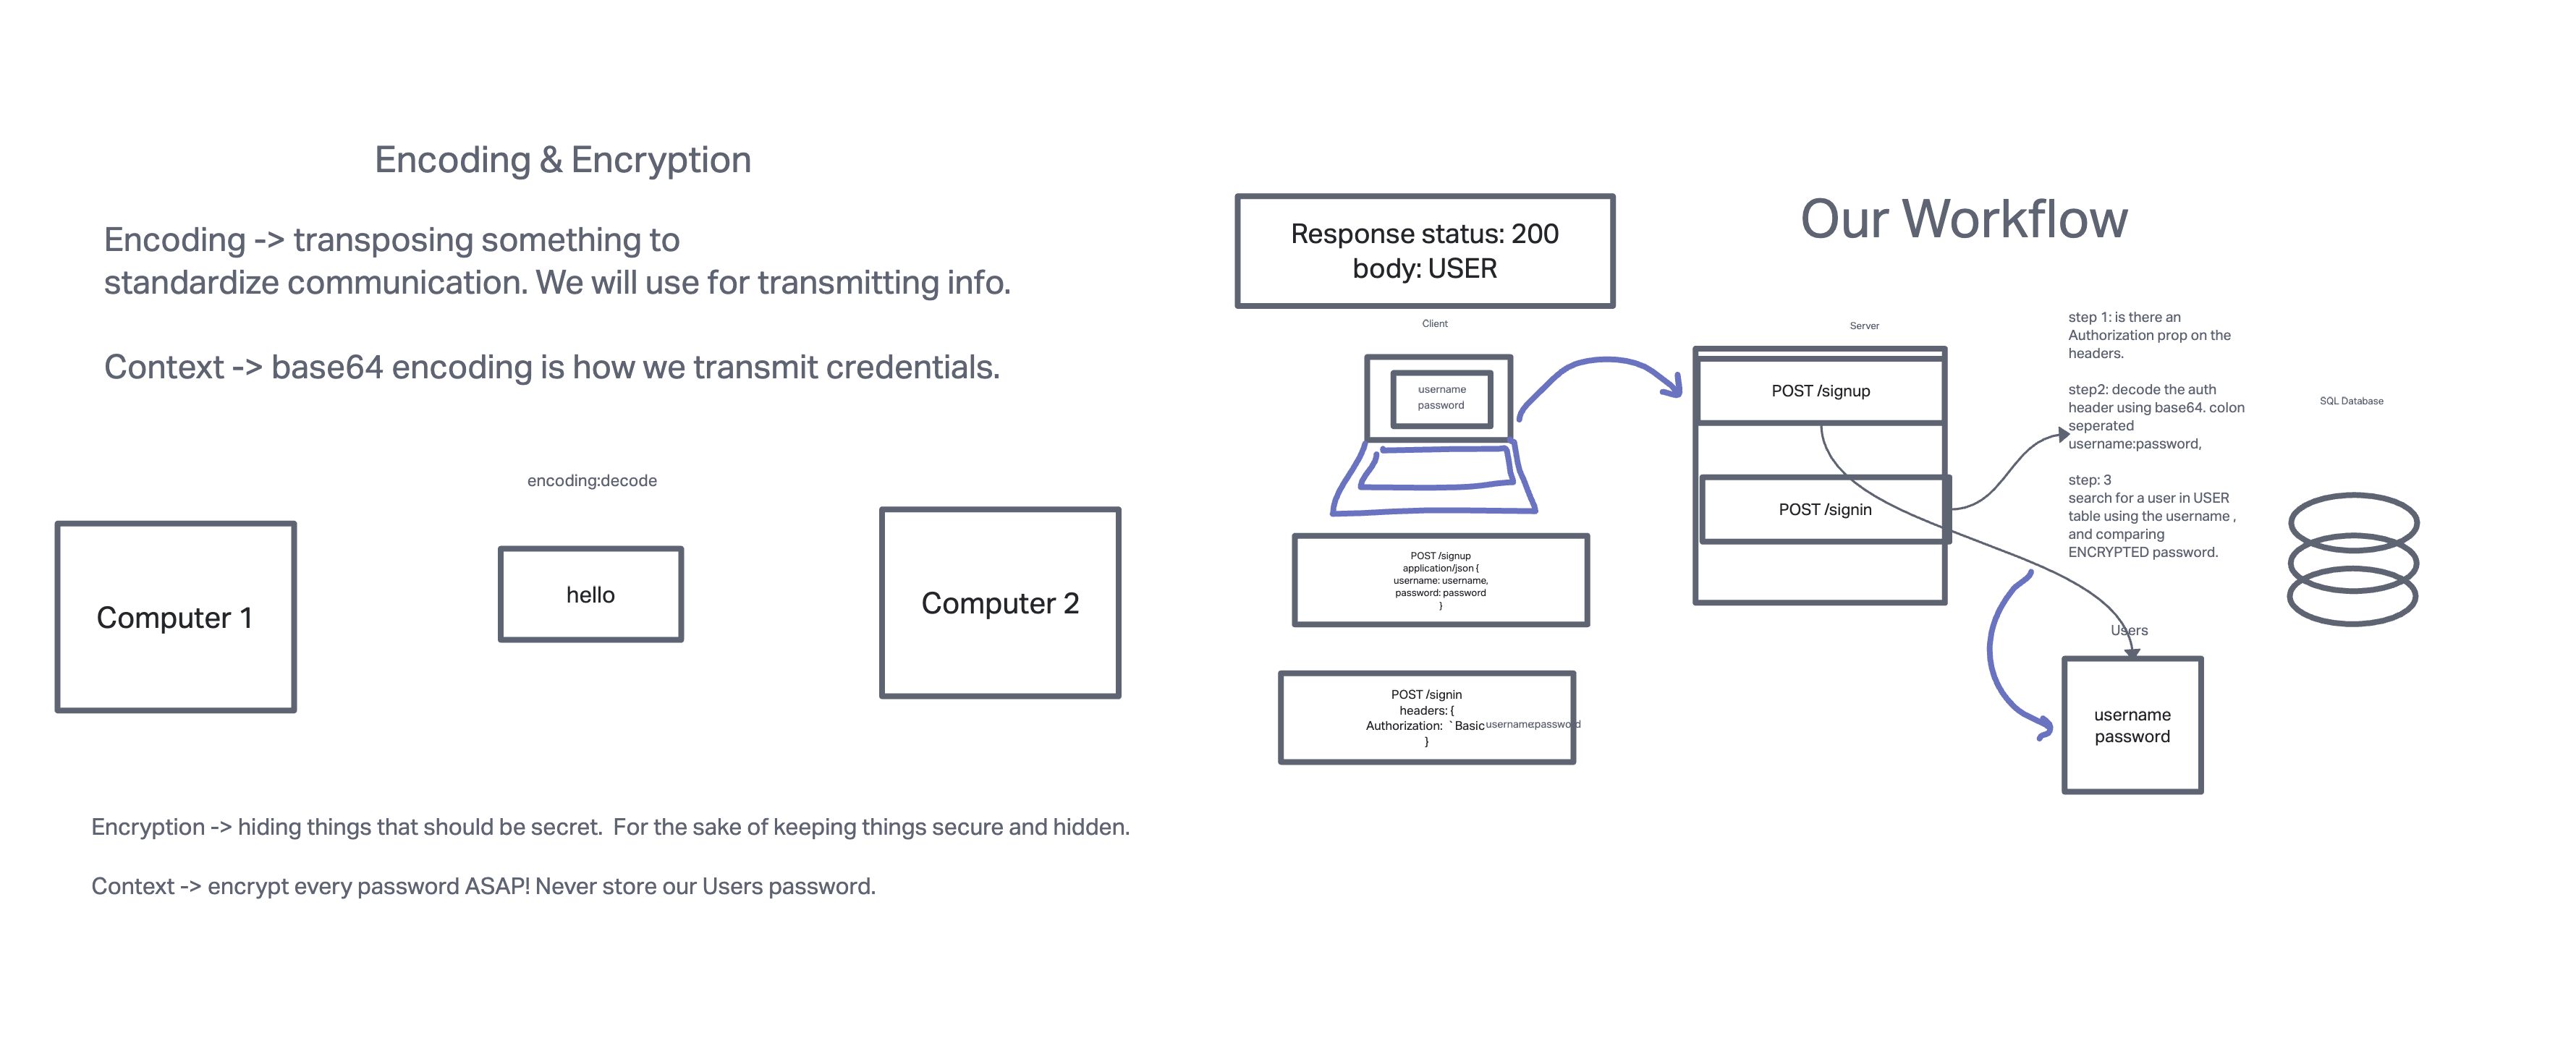 Encoding & Encryption
Encoding -> transposing something to
standardize communication. We will use for transmitting info.
Context -> base64 encoding is how we transmit credentials.
encoding:decode
Computer 1
hello
Computer 2
Encryption -> hiding things that should be secret.  For the sake of keeping things secure and hidden.
Context -> encrypt every password ASAP! Never store our Users password.
Our Workflow
Response status: 200
body: USER
Client
username
password
POST /signup
application/json {
username: username,
password: password
}
POST /signin
headers: {
Authorization:  `Basic username:password
}
Server
POST /signup
POST /signin
step 1: is there an
Authorization prop on the
headers.
step2: decode the auth
header using base64. colon
seperated
username:password,
step: 3
search for a user in USER
table using the username ,
and comparing
ENCRYPTED password.
SQL Database
Users
username
password